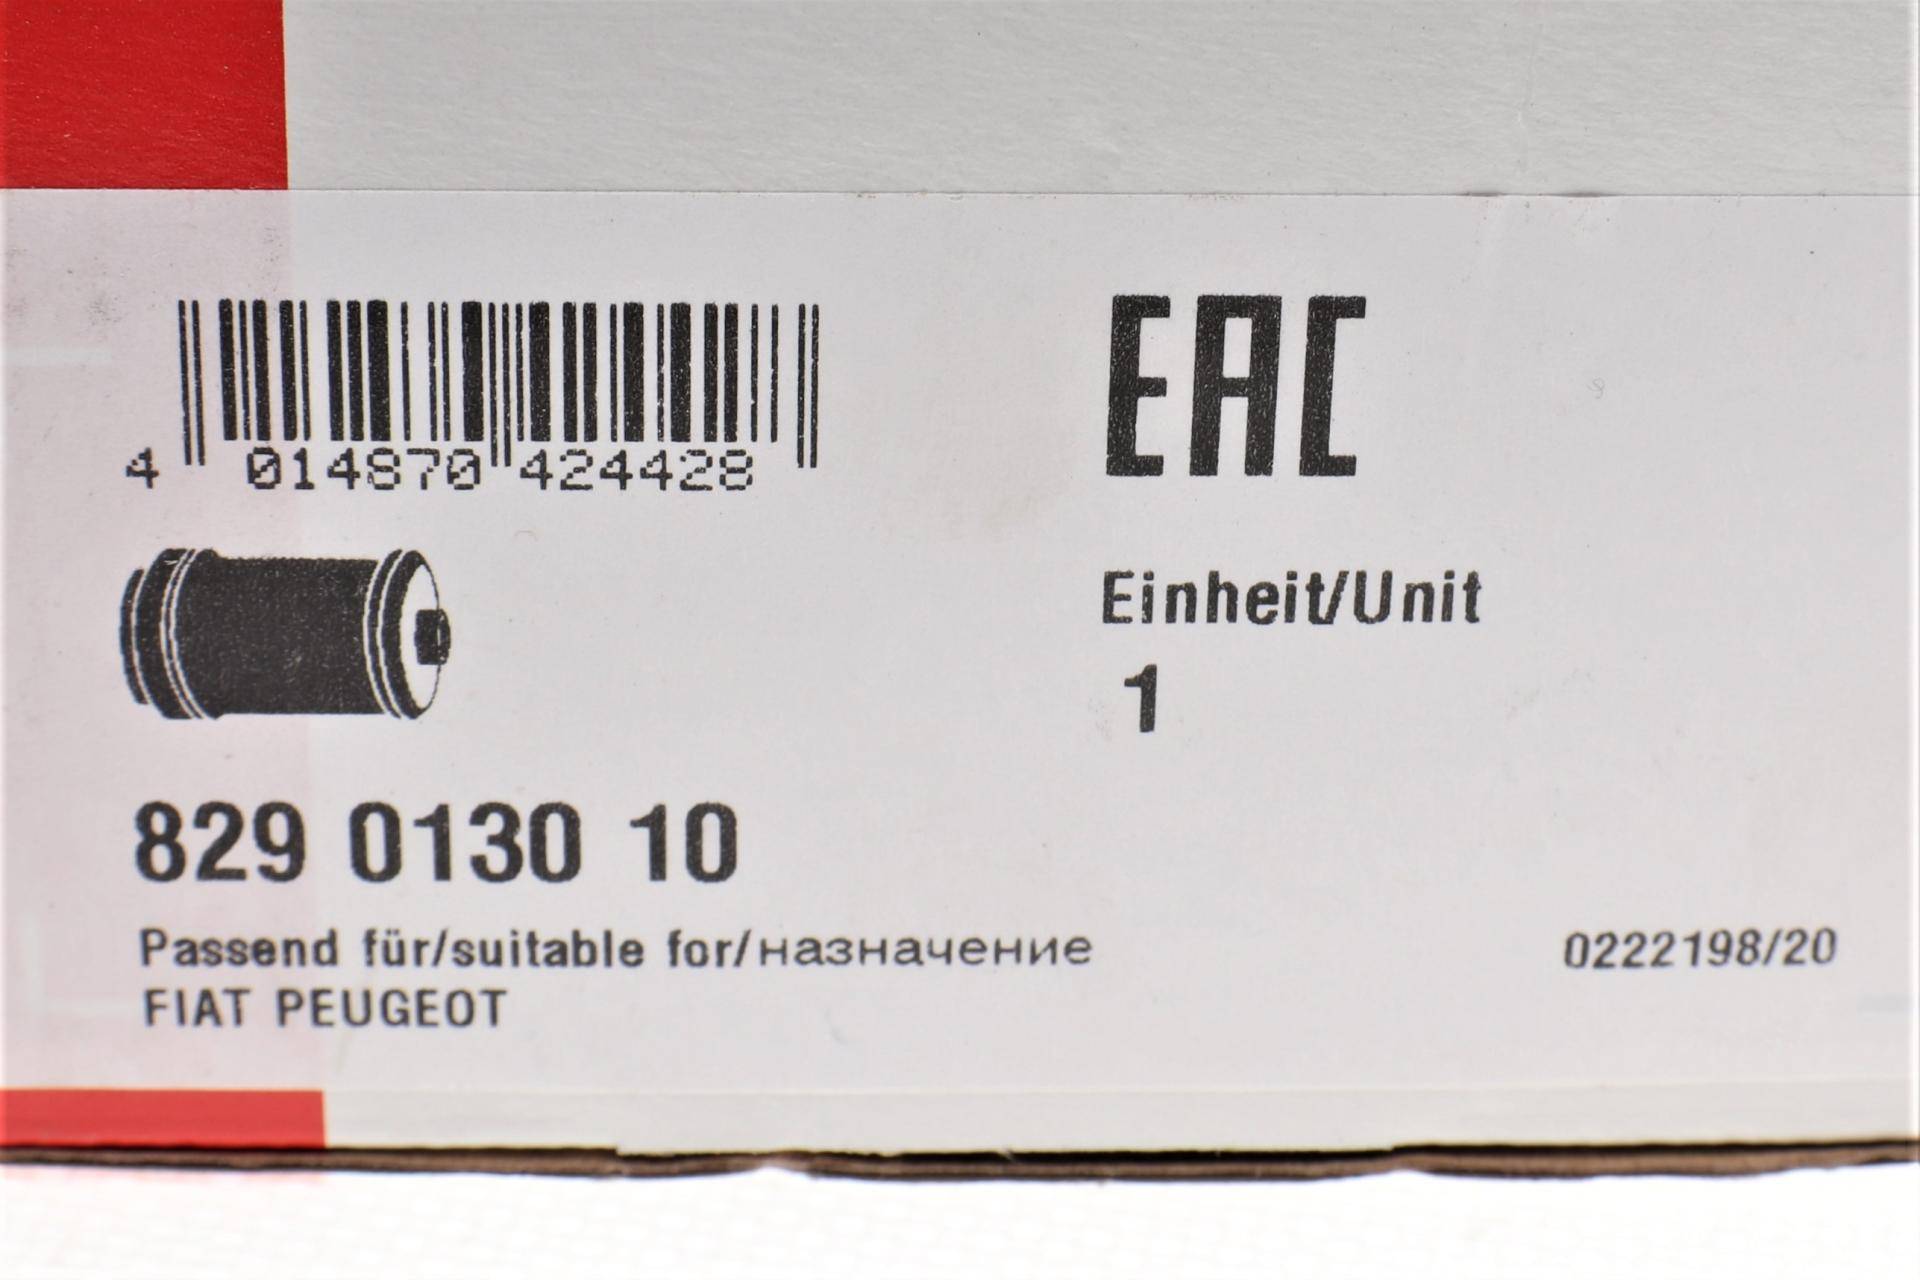 EAC
4 014870 424428
Einheit/Unit
1
829 0130 10
Passend für/suitable for/назначение
FIAT PEUGEOT
0222198/20